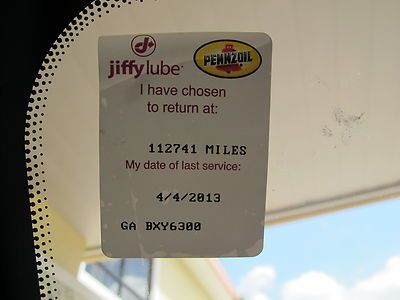 jiffy lube PENNZOIL
I have chosen
to return at:
112741 MILES
My date of last service:
4/4/2013
GA BXY6300